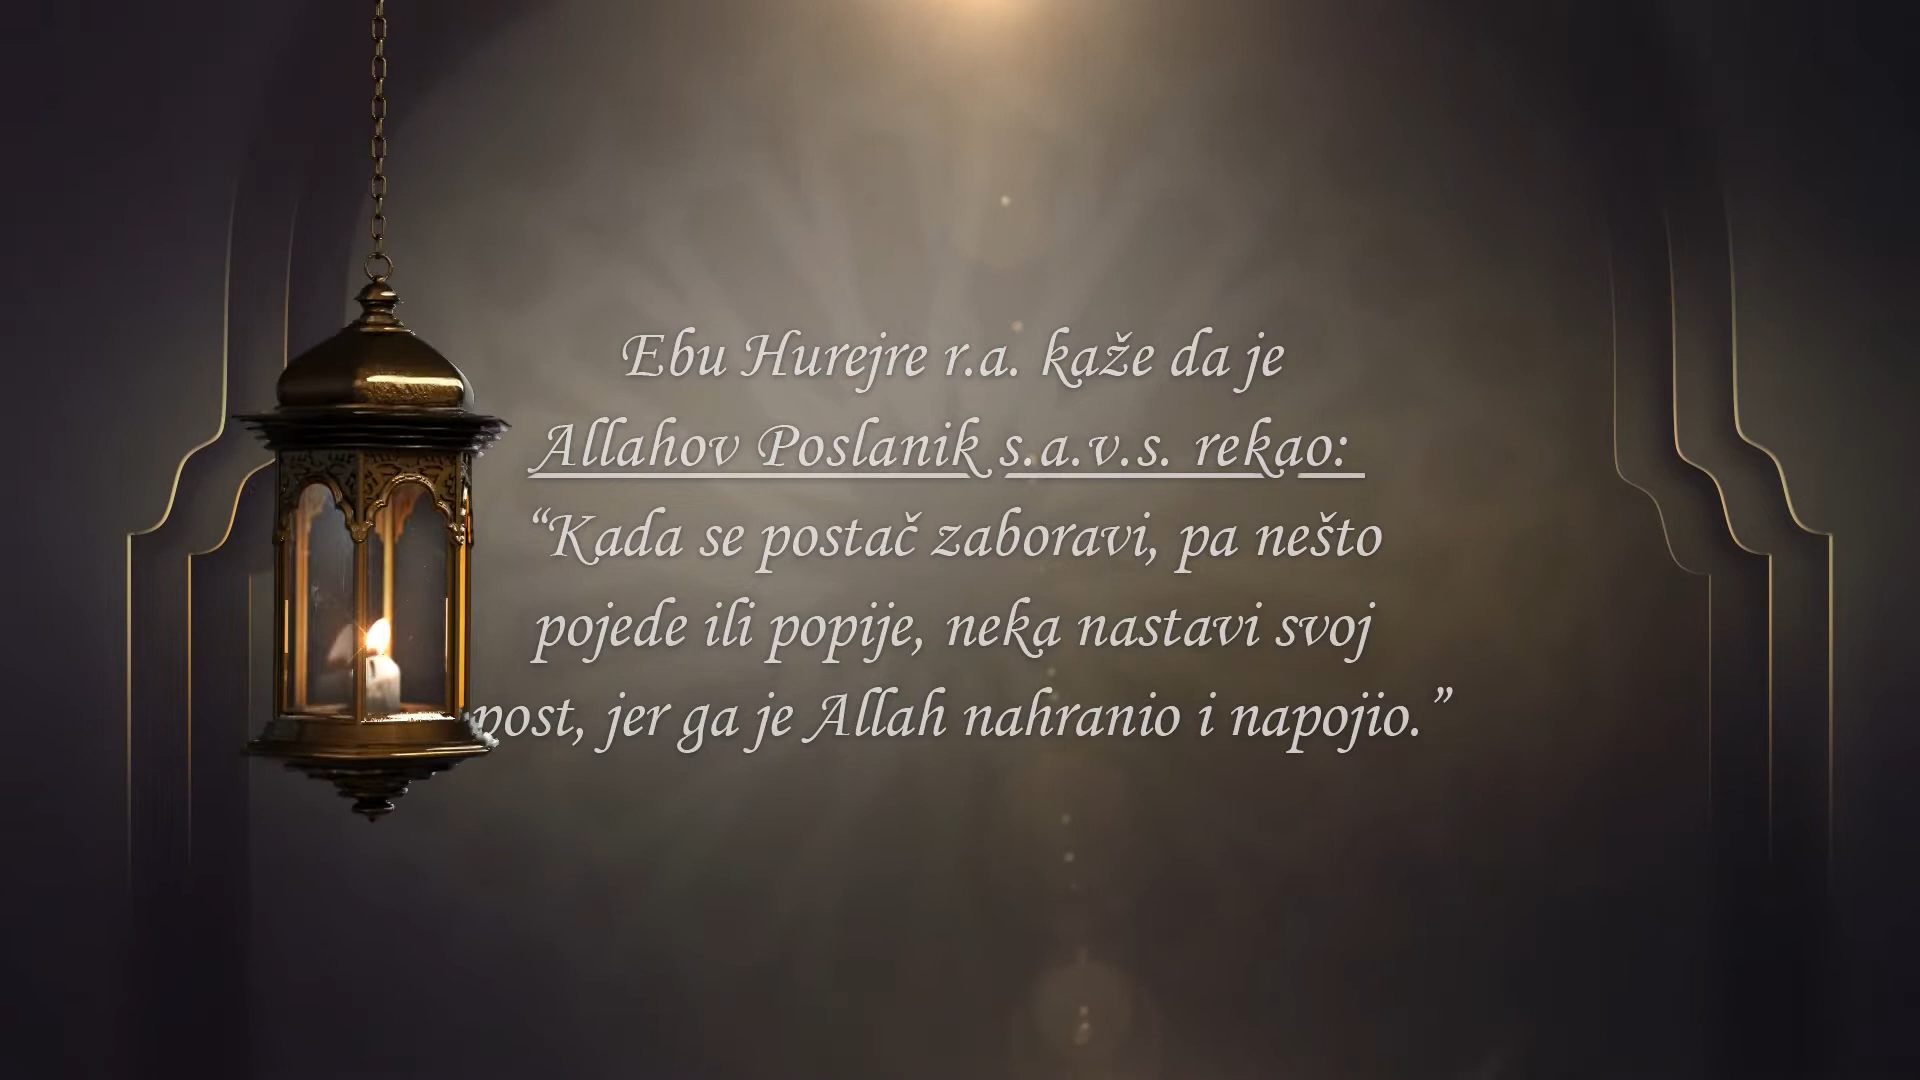 Ebu Hurejre r.a. kaže da je
Allahov Poslanik s.a.v.s. rekao:
“Kada se postač zaboravi, pa nešto
pojede ili popije, neka nastavi svoj
post, jer ga je Allah nahranio i napojio.”